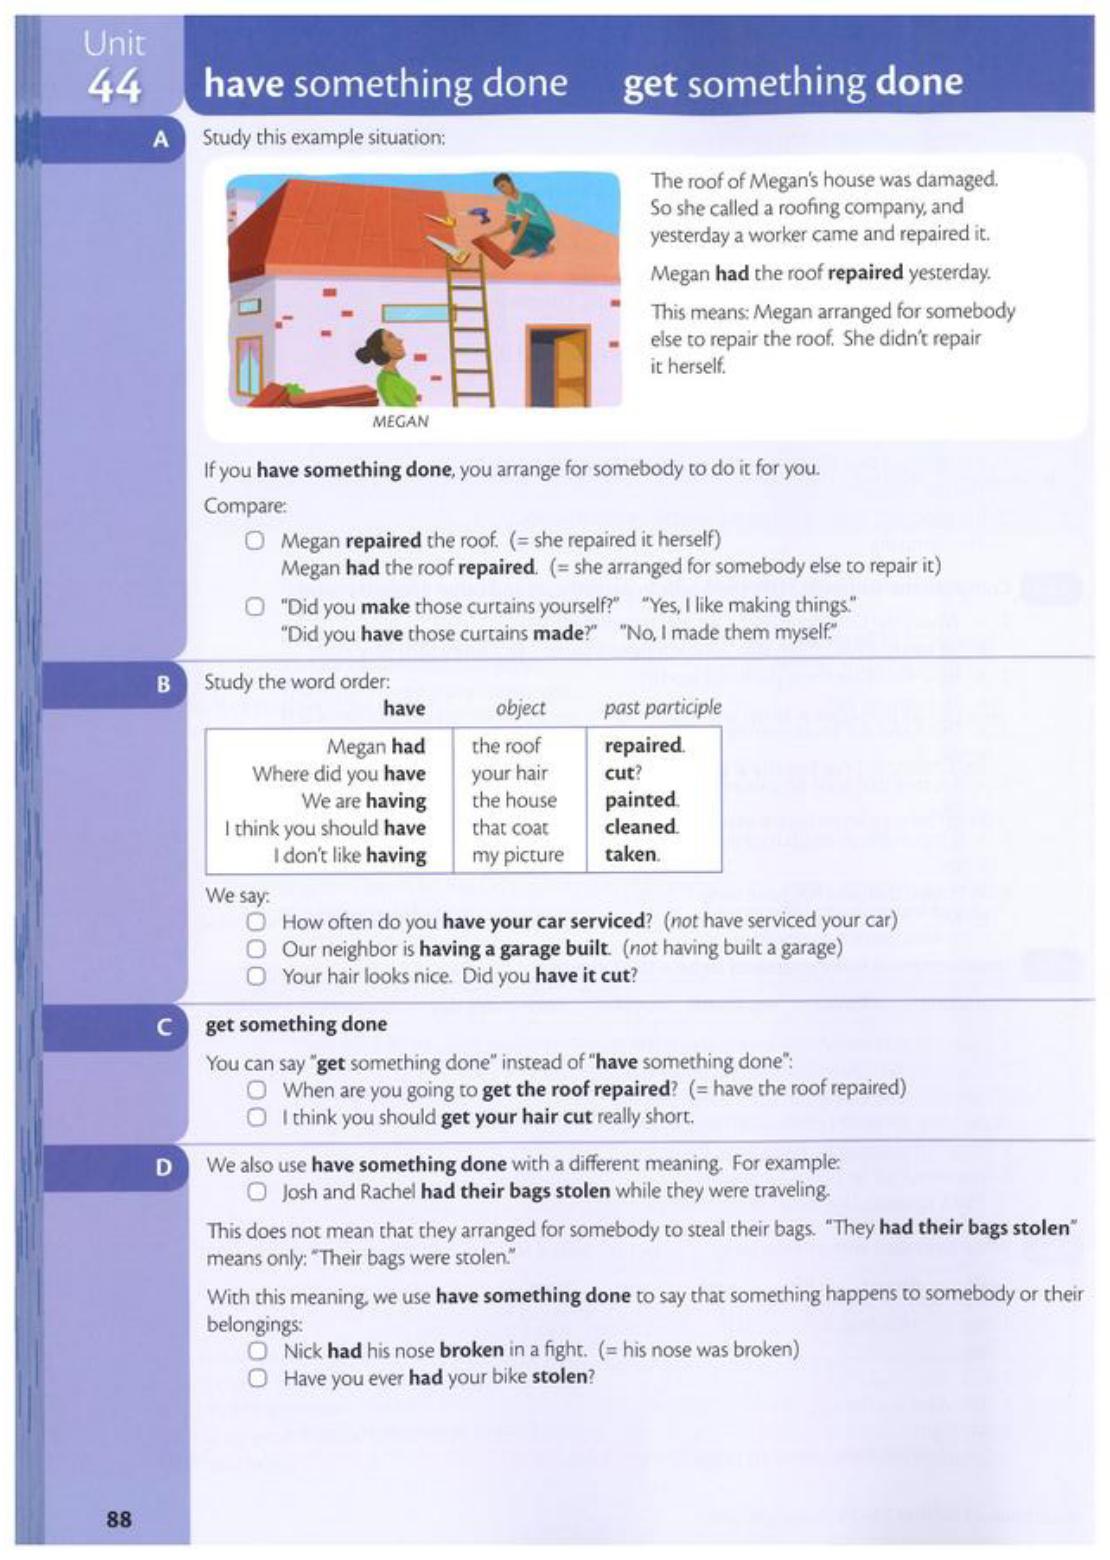 Unit
44
have something done get something done
A
Study this example situation:
The roof of Megan's house was damaged.
So she called a roofing company, and
yesterday a worker came and repaired it.
Megan had the roof repaired yesterday.
This means: Megan arranged for somebody
else to repair the roof. She didn't repair
it herself.
MEGAN
If you have something done, you arrange for somebody to do it for you.
Compare:
Megan repaired the roof. (= she repaired it herself)
Megan had the roof repaired. (= she arranged for somebody else to repair it)
"Did you make those curtains yourself?" "Yes, I like making things."
"Did you have those curtains made?" "No, I made them myself."
B
Study the word order:
have object past participle
Megan had the roof repaired.
Where did you have your hair cut?
We are having the house painted.
I think you should have that coat cleaned.
I don't like having my picture taken.
We say:
How often do you have your car serviced? (not have serviced your car)
Our neighbor is having a garage built. (not having built a garage)
Your hair looks nice. Did you have it cut?
C
get something done
You can say "get something done" instead of "have something done":
When are you going to get the roof repaired? (= have the roof repaired)
I think you should get your hair cut really short.
D
We also use have something done with a different meaning. For example:
Josh and Rachel had their bags stolen while they were traveling.
This does not mean that they arranged for somebody to steal their bags. "They had their bags stolen"
means only: "Their bags were stolen."
With this meaning, we use have something done to say that something happens to somebody or their
belongings:
Nick had his nose broken in a fight. (= his nose was broken)
Have you ever had your bike stolen?
88